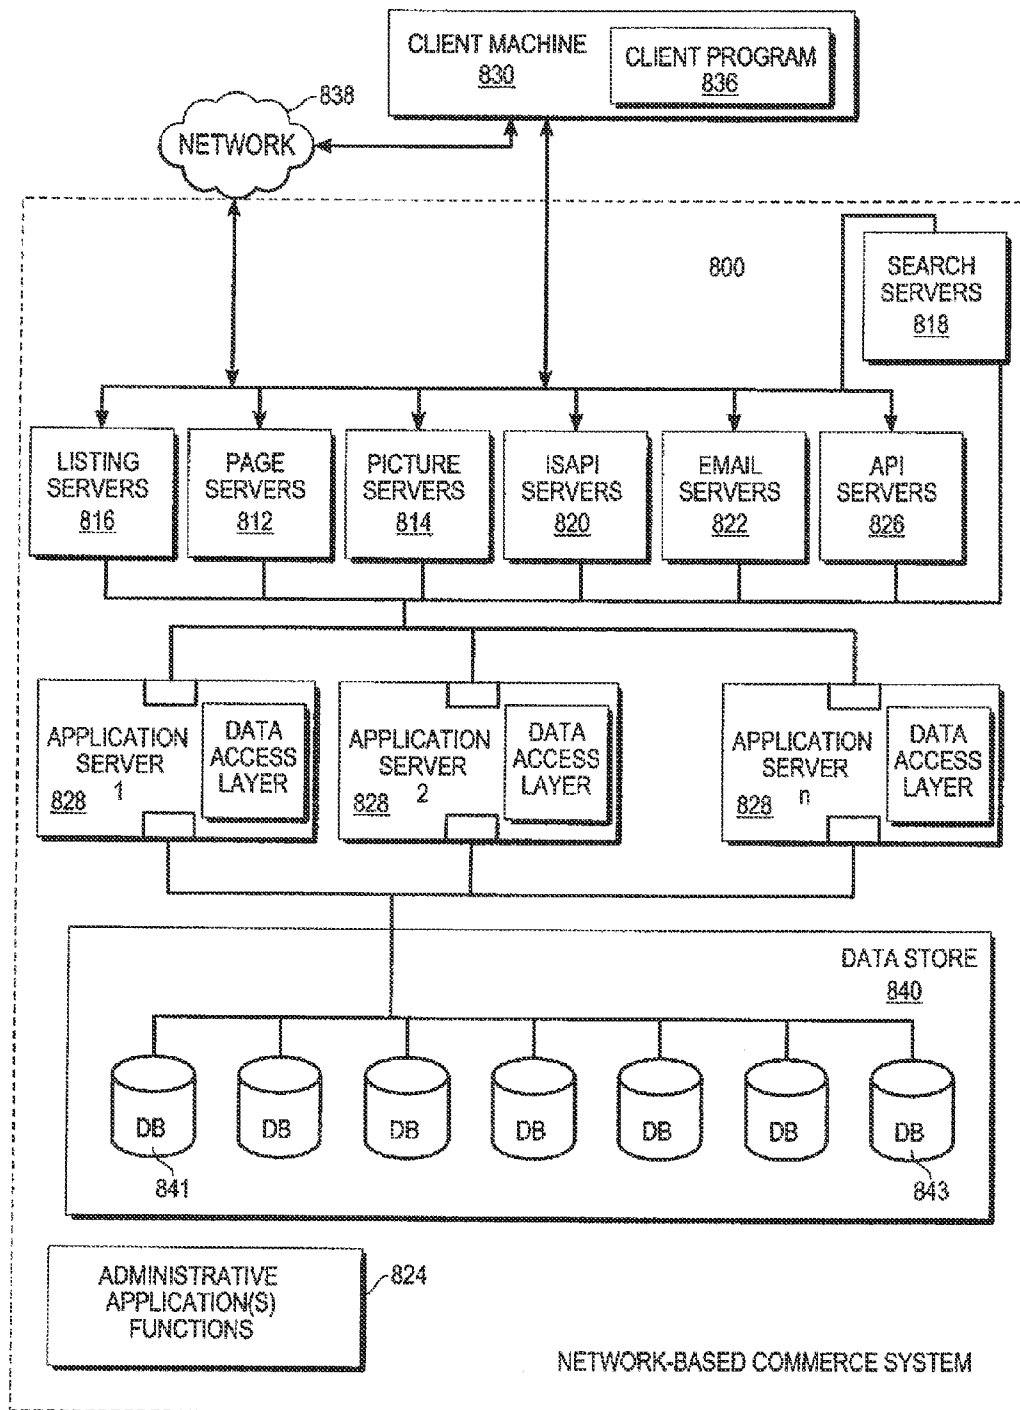 CLIENT MACHINE
830
CLIENT PROGRAM
836
838
NETWORK
800
SEARCH
SERVERS
818
LISTING
SERVERS
816
PAGE
SERVERS
812
PICTURE
SERVERS
814
ISAPI
SERVERS
820
EMAIL
SERVERS
822
API
SERVERS
826
APPLICATION
SERVER
1
828
DATA
ACCESS
LAYER
APPLICATION
SERVER
2
828
DATA
ACCESS
LAYER
APPLICATION
SERVER
n
828
DATA
ACCESS
LAYER
DATA STORE
840
DB
DB
DB
DB
DB
DB
DB
841
843
ADMINISTRATIVE
APPLICATION(S)
FUNCTIONS
824
NETWORK-BASED COMMERCE SYSTEM